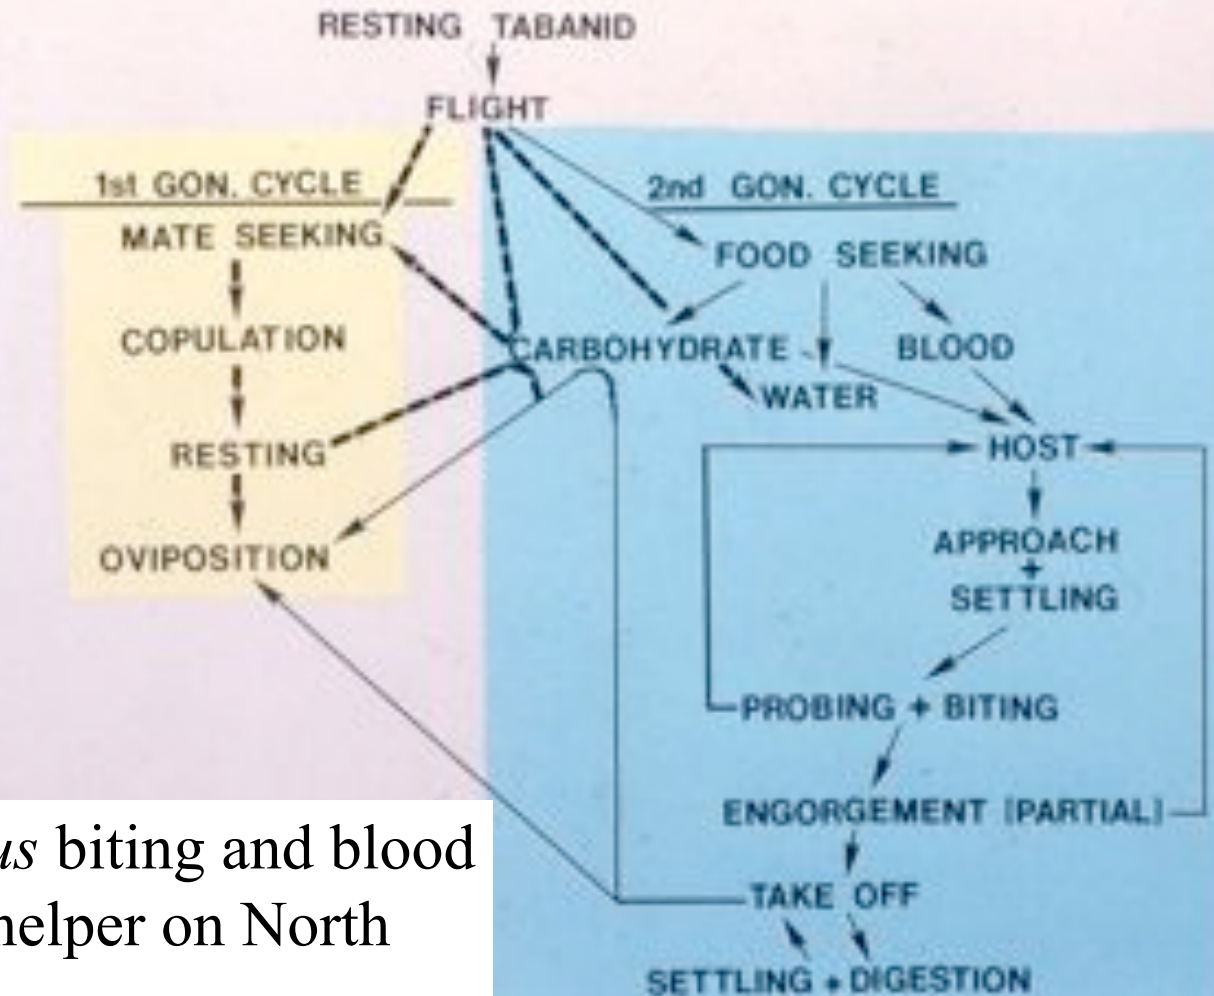 RESTING TABANID
FLIGHT
1st GON. CYCLE
2nd GON. CYCLE
MATE SEEKING
FOOD SEEKING
COPULATION
CARBOHYDRATE
BLOOD
WATER
RESTING
HOST
OVIPOSITION
APPROACH
+
SETTLING
PROBING + BITING
ENGORGEMENT [PARTIAL]
TAKE OFF
SETTLING + DIGESTION
us biting and blood
helper on North